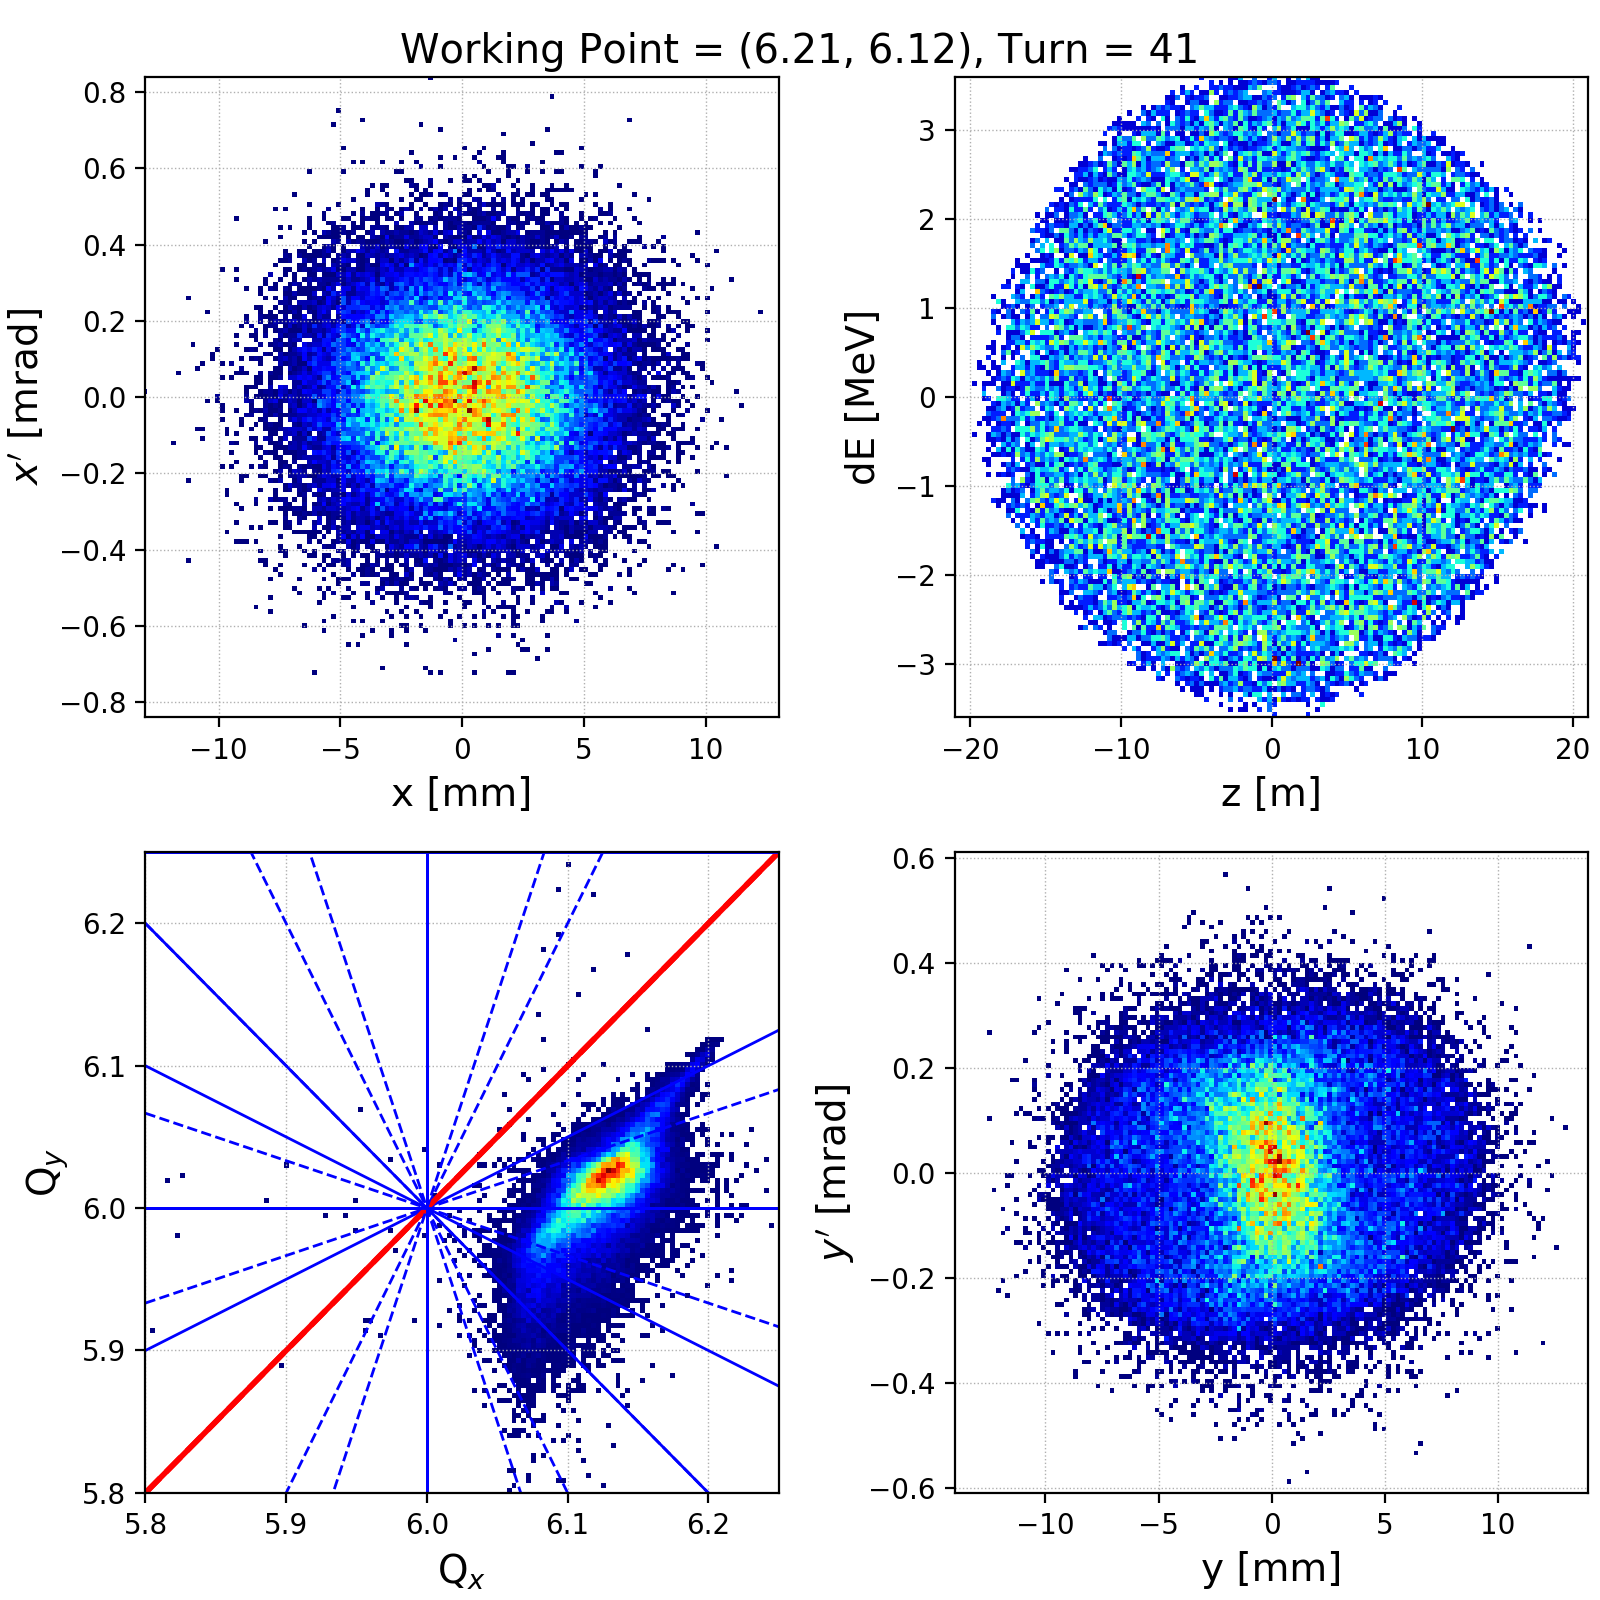 Working Point = (6.21, 6.12), Turn = 41
0.8
0.6
0.4
0.2
0.0
−0.2
−0.4
−0.6
−0.8
x′ [mrad]
−10 −5 0 5 10
x [mm]
3
2
1
0
−1
−2
−3
dE [MeV]
−20 −10 0 10 20
z [m]
6.2
6.1
6.0
5.9
5.8
Qy
5.8 5.9 6.0 6.1 6.2
Qx
0.6
0.4
0.2
0.0
−0.2
−0.4
−0.6
y′ [mrad]
−10 −5 0 5 10
y [mm]